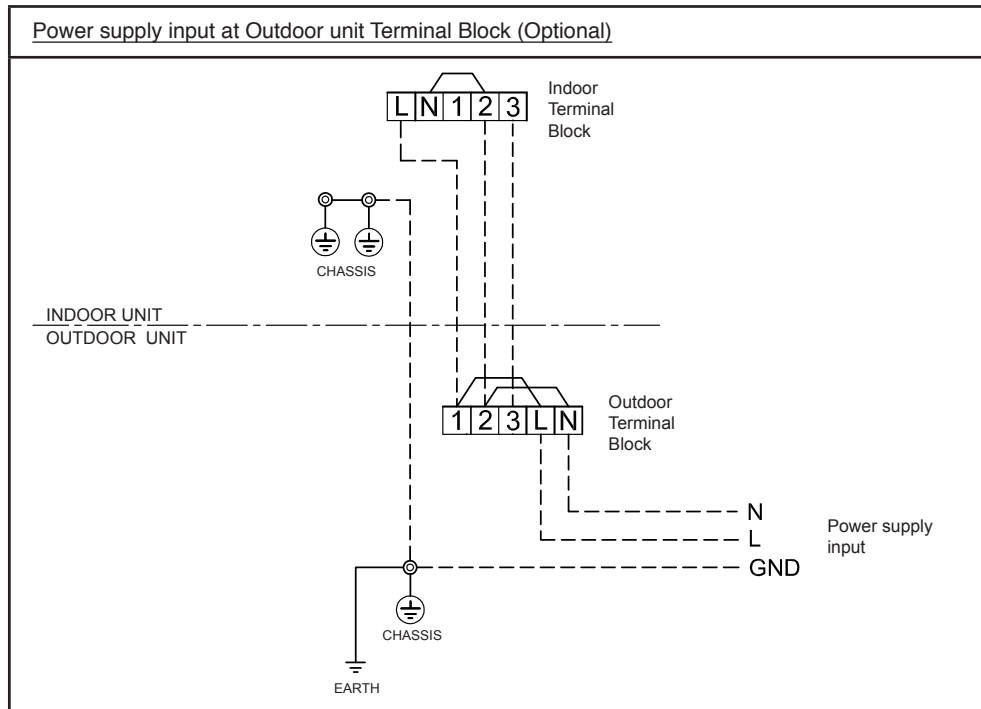 Power supply input at Outdoor unit Terminal Block (Optional)
L N 1 2 3
Indoor
Terminal
Block
CHASSIS
INDOOR UNIT
OUTDOOR UNIT
1 2 3 L N
Outdoor
Terminal
Block
N
L
GND
Power supply
input
CHASSIS
EARTH